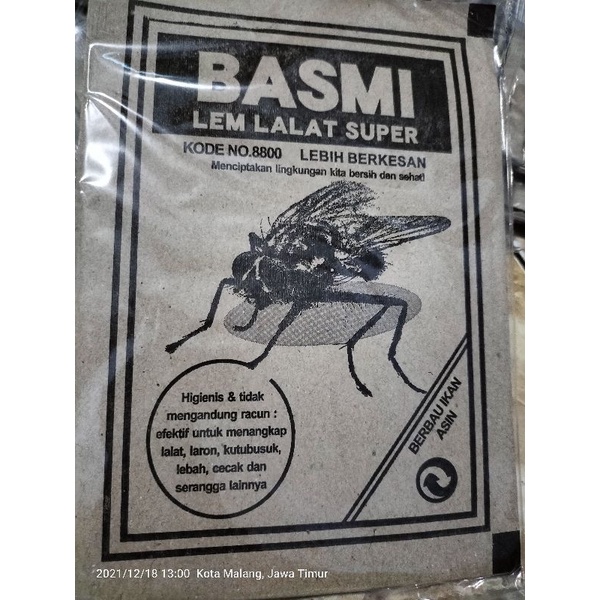 BASMI
LEM LALAT SUPER
KODE NO.8800 LEBIH BERKESAN
Menciptakan lingkungan kita bersih dan sehat!
Higienis & tidak
mengandung racun :
efektif untuk menangkap
lalat, laron, kutubusuk,
lebah, cecak dan
serangga lainnya
BERBAU IKAN
ASIN
2021/12/18 13:00 Kota Malang, Jawa Timur